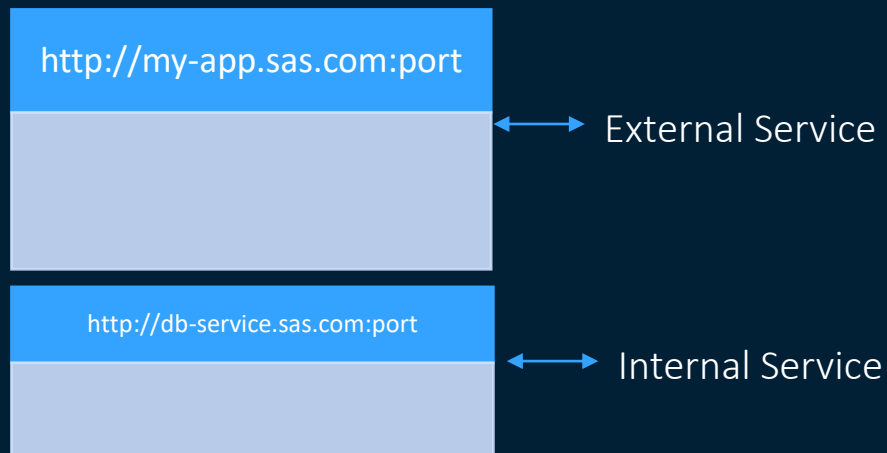 http://my-app.sas.com:port
External Service
http://db-service.sas.com:port
Internal Service